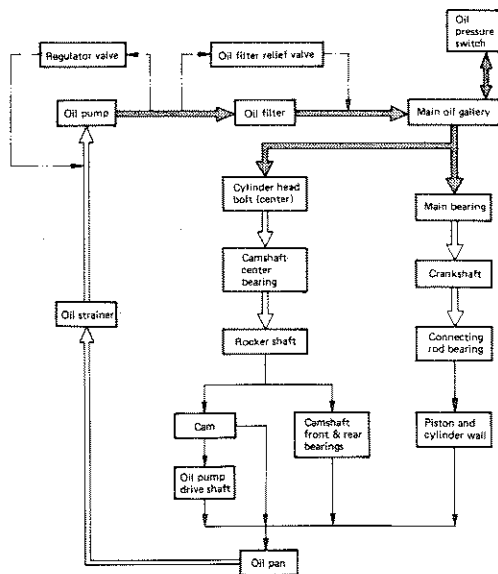 Oil
pressure
switch
Regulator valve
Oil filter relief valve
Oil pump
Oil filter
Main oil gallery
Cylinder head
bolt (center)
Main bearing
Camshaft
center
bearing
Crankshaft
Oil strainer
Rocker shaft
Connecting
rod bearing
Cam
Camshaft
front & rear
bearings
Piston and
cylinder wall
Oil pump
drive shaft
Oil pan